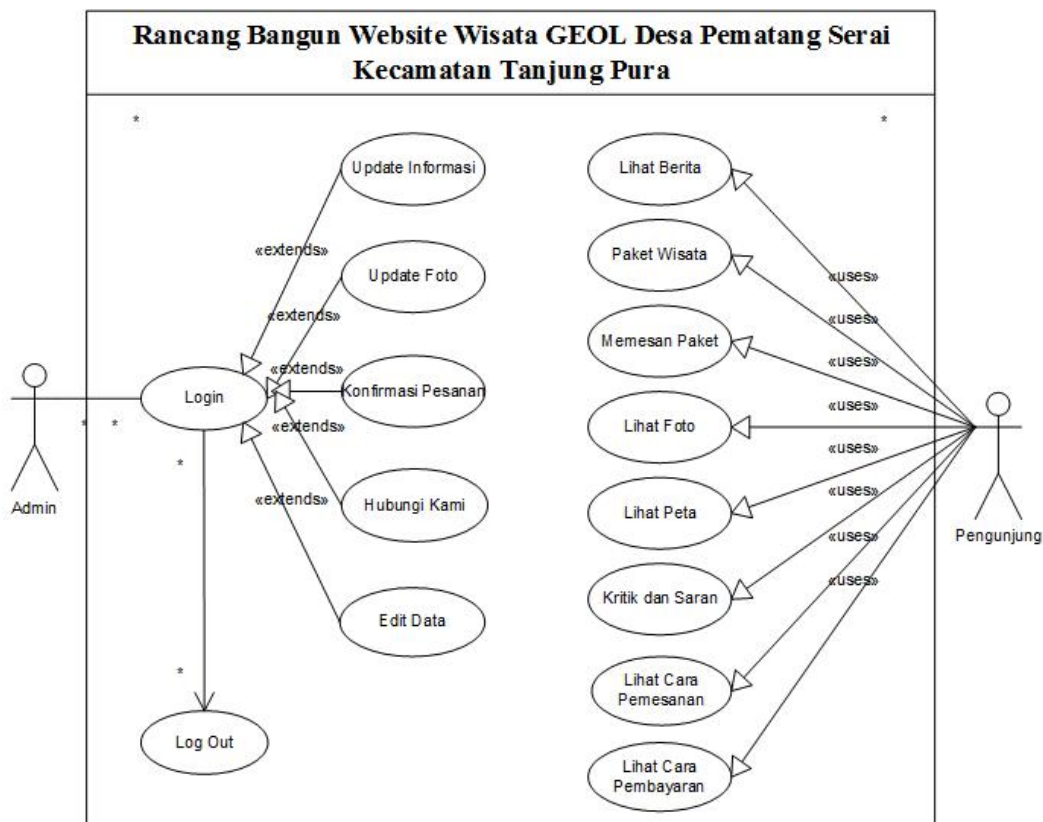 Rancang Bangun Website Wisata GEOL Desa Pematang Serai
Kecamatan Tanjung Pura
*
*
Update Informasi
«extends»
Update Foto
«extends»
«extends»
Konfirmasi Pesanan
Login
* *
Admin
«extends»
*
Hubungi Kami
«extends»
Edit Data
*
Log Out
Lihat Berita
Paket Wisata
«uses»
«uses»
Memesan Paket
«uses»
«uses»
Lihat Foto
«uses»
Lihat Peta
«uses»
Pengunjung
«uses»
«uses»
Kritik dan Saran
Lihat Cara
Pemesanan
Lihat Cara
Pembayaran